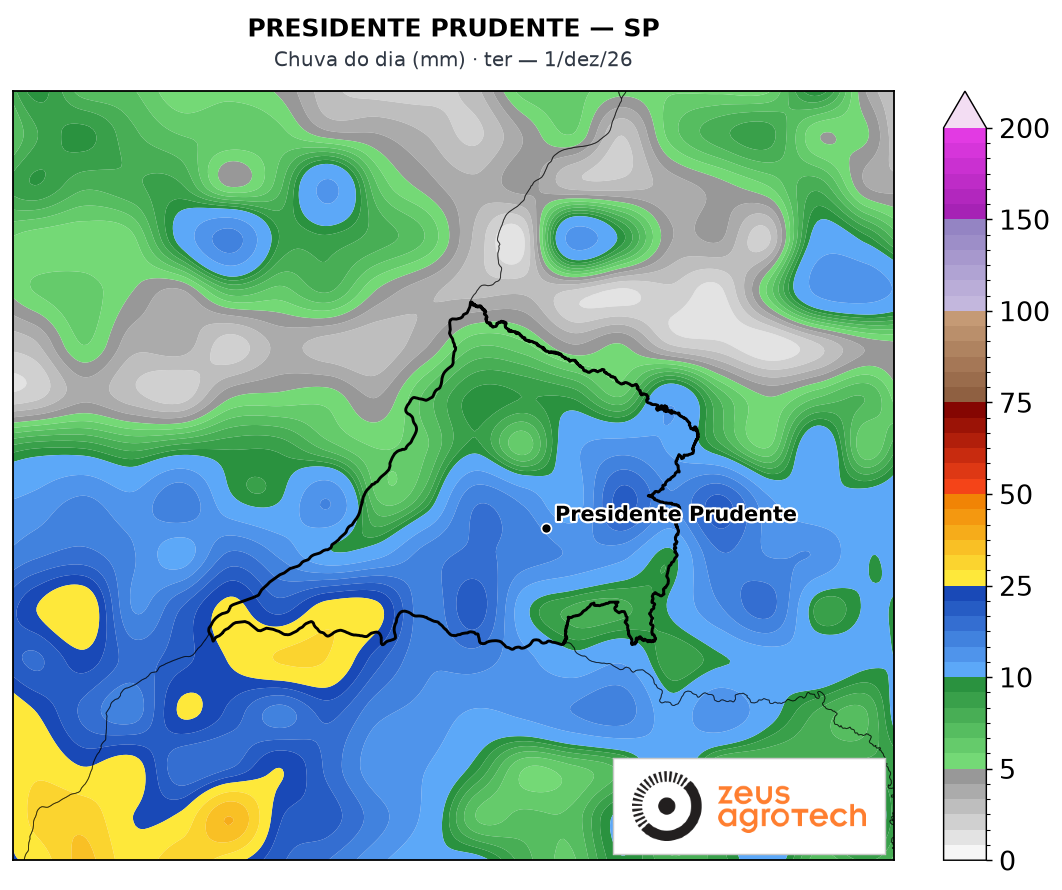 PRESIDENTE PRUDENTE — SP
Chuva do dia (mm) · ter — 1/dez/26
200
150
100
75
50
25
10
5
0
Presidente Prudente
zeus
agrotech